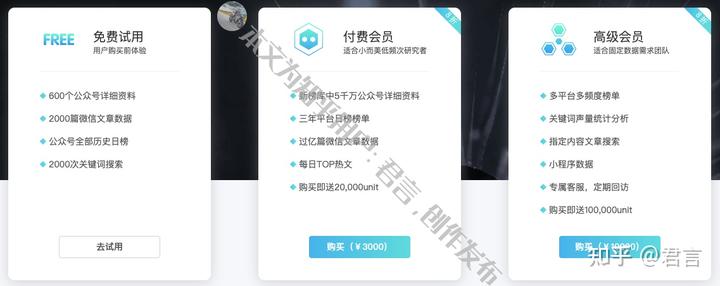 FREE
免费试用
用户购买前体验
600个公众号详细资料
2000篇微信文章数据
公众号全部历史日榜
2000次关键词搜索
去试用
8折
付费会员
适合小而美低频次研究者
新榜库中5千万公众号详细资料
三年平台日榜榜单
过亿篇微信文章数据
每日TOP热文
购买即送20,000unit
购买（￥3000）
8折
高级会员
适合固定数据需求团队
多平台多频度榜单
关键词声量统计分析
指定内容文章搜索
小程序数据
专属客服，定期回访
购买即送100,000unit
购买（￥10000）
本文为知乎用户：君言，创作发布
知乎 @君言